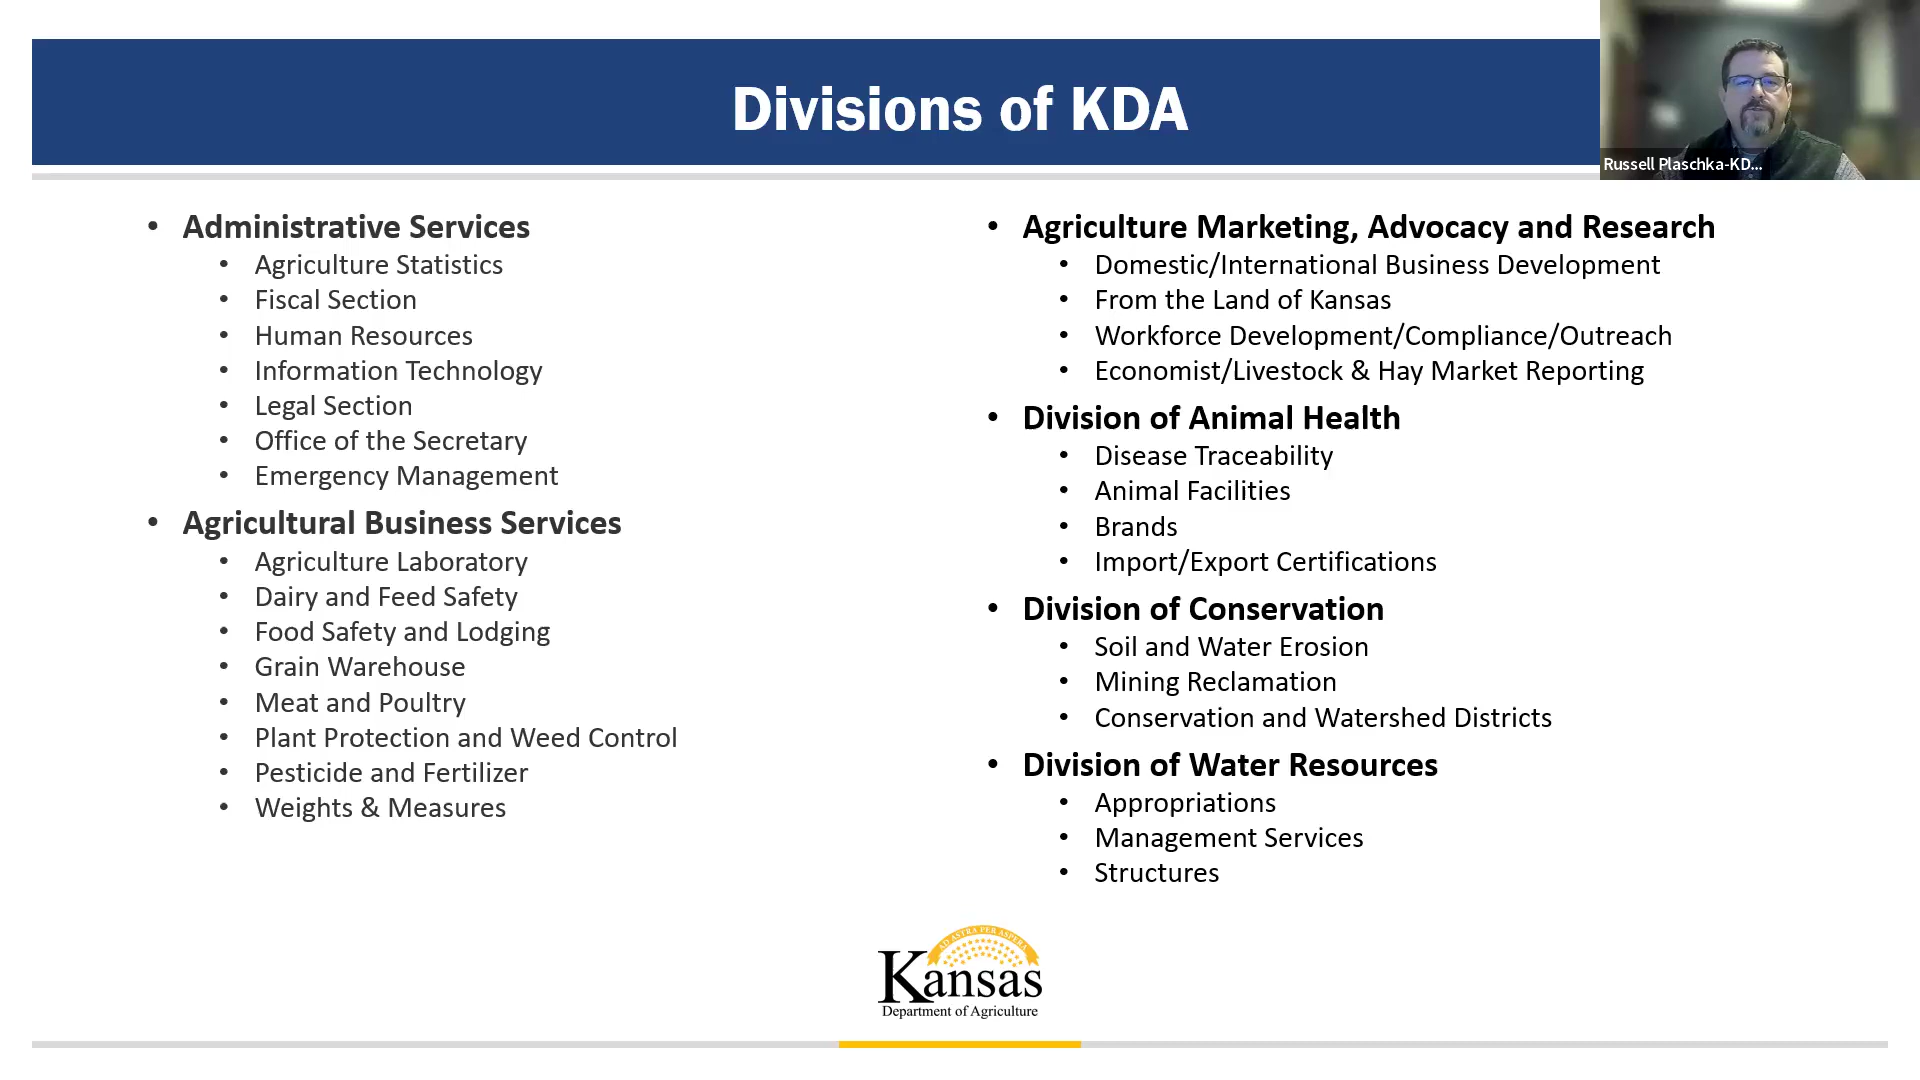 Divisions of KDA
Russell Plaschka-KD...
• Administrative Services
• Agriculture Statistics
• Fiscal Section
• Human Resources
• Information Technology
• Legal Section
• Office of the Secretary
• Emergency Management
• Agricultural Business Services
• Agriculture Laboratory
• Dairy and Feed Safety
• Food Safety and Lodging
• Grain Warehouse
• Meat and Poultry
• Plant Protection and Weed Control
• Pesticide and Fertilizer
• Weights & Measures
• Agriculture Marketing, Advocacy and Research
• Domestic/International Business Development
• From the Land of Kansas
• Workforce Development/Compliance/Outreach
• Economist/Livestock & Hay Market Reporting
• Division of Animal Health
• Disease Traceability
• Animal Facilities
• Brands
• Import/Export Certifications
• Division of Conservation
• Soil and Water Erosion
• Mining Reclamation
• Conservation and Watershed Districts
• Division of Water Resources
• Appropriations
• Management Services
• Structures
AD ASTRA PER ASPERA
Kansas
Department of Agriculture